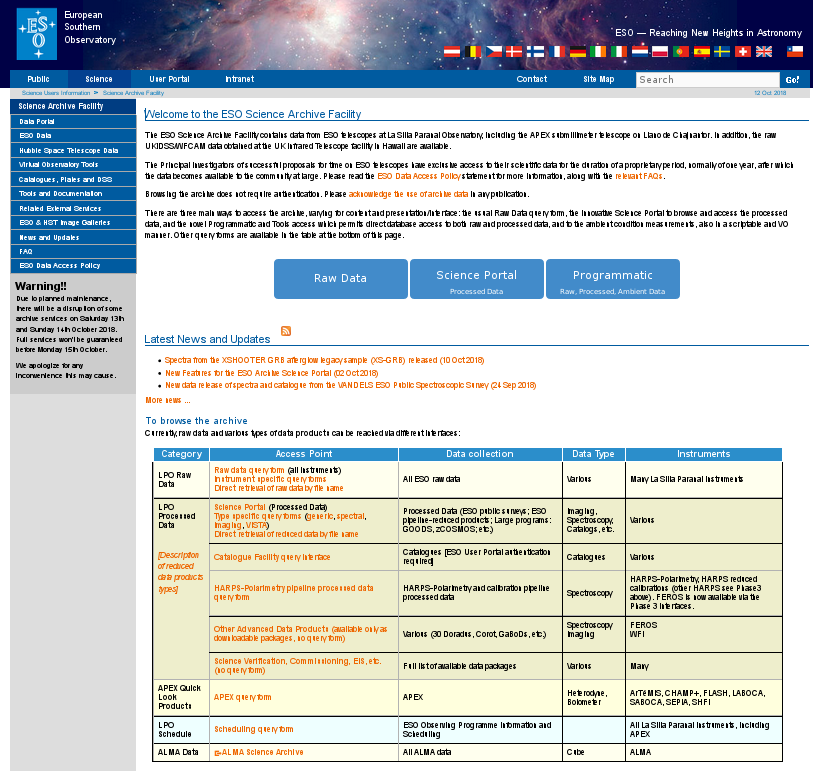 European
Southern
Observatory
ESO — Reaching New Heights in Astronomy
Public Science User Portal Intranet Contact Site Map Search Go!
Science Users Information > Science Archive Facility 12 Oct 2018
Science Archive Facility
Data Portal
ESO Data
Hubble Space Telescope Data
Virtual Observatory Tools
Catalogues, Plates and DSS
Tools and Documentation
Related External Services
ESO & HST Image Galleries
News and Updates
FAQ
ESO Data Access Policy
Warning!!
Due to planned maintenance,
there will be a disruption of some
archive services on Saturday 13th
and Sunday 14th October 2018.
Full services won't be guaranteed
before Monday 15th October.
We apologize for any
inconvenience this may cause.
Welcome to the ESO Science Archive Facility
The ESO Science Archive Facility contains data from ESO telescopes at La Silla Paranal Observatory, including the APEX submillimeter telescope on Llano de Chajnantor. In addition, the raw
UKIDSS/WFCAM data obtained at the UK Infrared Telescope facility in Hawaii are available.
The Principal Investigators of successful proposals for time on ESO telescopes have exclusive access to their scientific data for the duration of a proprietary period, normally of one year, after which
the data becomes available to the community at large. Please read the ESO Data Access Policy statement for more information, along with the relevant FAQs.
Browsing the archive does not require authentication. Please acknowledge the use of archive data in any publication.
There are three main ways to access the archive, varying for content and presentation/interface: the usual Raw Data query form, the innovative Science Portal to browse and access the processed
data, and the novel Programmatic and Tools access which permits direct database access to both raw and processed data, and to the ambient condition measurements, also in a scriptable and VO
manner. Other query forms are available in the table at the bottom of this page.
Raw Data
Science Portal
Processed Data
Programmatic
Raw, Processed, Ambient Data
Latest News and Updates
Spectra from the XSHOOTER GRB afterglow legacy sample (XS-GRB) released (10 Oct 2018)
New Features for the ESO Archive Science Portal (02 Oct 2018)
New data release of spectra and catalogue from the VANDELS ESO Public Spectroscopic Survey (24 Sep 2018)
More news ...
To browse the archive
Currently, raw data and various types of data products can be reached via different interfaces:
Category Access Point Data collection Data Type Instruments
LPO Raw
Data
Raw data query form (all instruments)
Instrument specific query forms
Direct retrieval of raw data by file name
All ESO raw data
Various
Many La Silla Paranal Instruments
LPO
Processed
Data
[Description
of reduced
data products
types]
Science Portal (Processed Data)
Type specific query forms (generic, spectral,
imaging, VISTA)
Direct retrieval of reduced data by file name
Processed Data (ESO public surveys; ESO
pipeline-reduced products; Large programs:
GOODS, zCOSMOS; etc.)
Imaging,
Spectroscopy,
Catalogs, etc.
Various
Catalogue Facility query interface
Catalogues [ESO User Portal authentication
required]
Catalogues
Various
HARPS-Polarimetry pipeline processed data
query form
HARPS-Polarimetry and calibration pipeline
processed data
Spectroscopy
HARPS-Polarimetry, HARPS reduced
calibrations (other HARPS see Phase3
above). FEROS is now available via the
Phase 3 interfaces.
Other Advanced Data Products (available only as
downloadable packages, no query form)
Various (30 Doradus, Corot, GaBoDs, etc.)
Spectroscopy
Imaging
FEROS
WFI
Science Verification, Commissioning, EIS, etc.
(no query form)
Full list of available data packages
Various
Many
APEX Quick
Look
Products
APEX query form
APEX
Heterodyne,
Bolometer
ArTéMiS, CHAMP+, FLASH, LABOCA,
SABOCA, SEPIA, SHFI
LPO
Schedule
Scheduling query form
ESO Observing Programme Information and
Scheduling
All La Silla Paranal Instruments, including
APEX
ALMA Data
ALMA Science Archive
All ALMA data
Cube
ALMA